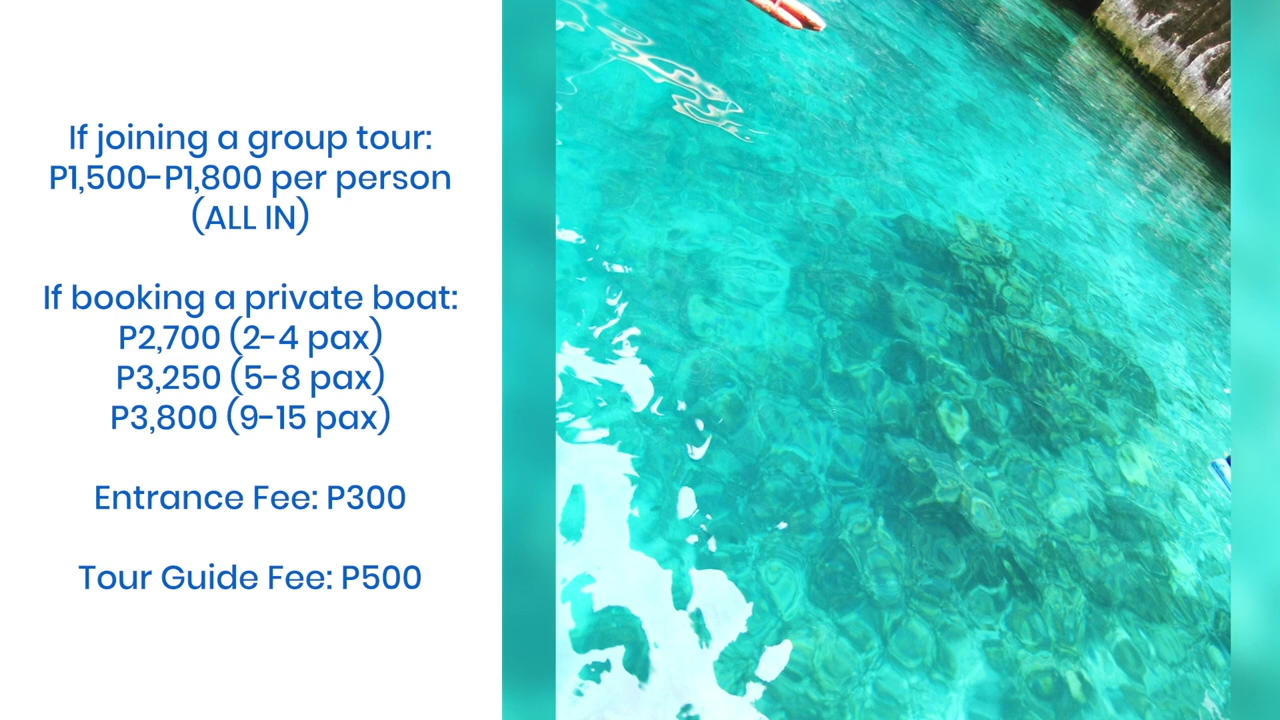 If joining a group tour:
P1,500-P1,800 per person
(ALL IN)
If booking a private boat:
P2,700 (2-4 pax)
P3,250 (5-8 pax)
P3,800 (9-15 pax)
Entrance Fee: P300
Tour Guide Fee: P500